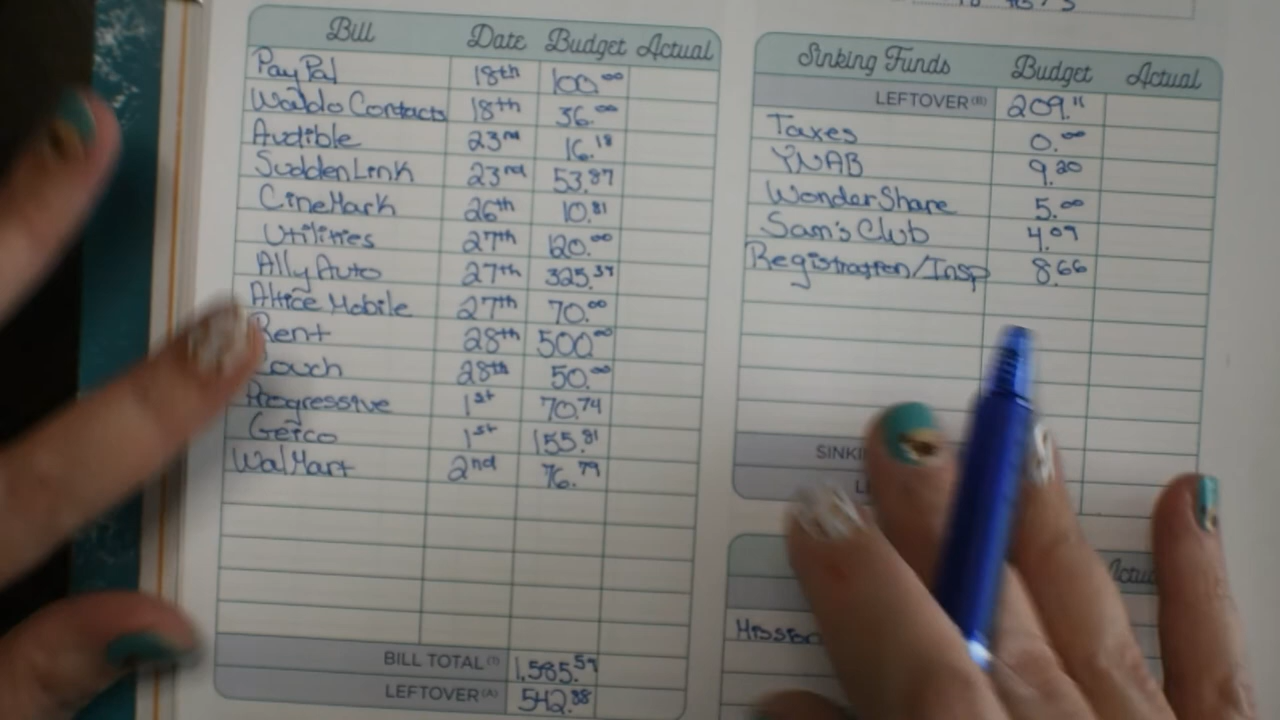 Bill Date Budget Actual
PayPal 18th 100.00
Waldo Contacts 18th 36.00
Audible 23rd 16.18
SuddenLink 23rd 53.87
CineMark 26th 10.81
Utilities 27th 120.00
Ally Auto 27th 325.39
Altice Mobile 27th 70.00
Rent 28th 500.00
Couch 28th 50.00
Progressive 1st 70.74
Geico 1st 155.81
WalMart 2nd 76.79
BILL TOTAL (1) 1,585.59
LEFTOVER (A) 542.88
Sinking Funds Budget Actual
LEFTOVER (B) 209.11
Taxes 0.00
YNAB 9.20
WonderShare 5.00
Sam's Club 4.09
Registration/Insp 8.66